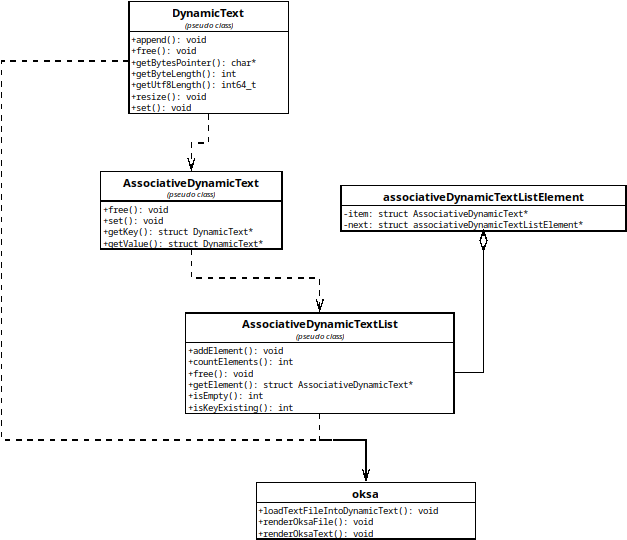 DynamicText
(pseudo class)
+append(): void
+free(): void
+getBytesPointer(): char*
+getByteLength(): int
+getUtf8Length(): int64_t
+resize(): void
+set(): void
AssociativeDynamicText
(pseudo class)
+free(): void
+set(): void
+getKey(): struct DynamicText*
+getValue(): struct DynamicText*
associativeDynamicTextListElement
-item: struct AssociativeDynamicText*
-next: struct associativeDynamicTextListElement*
AssociativeDynamicTextList
(pseudo class)
+addElement(): void
+countElements(): int
+free(): void
+getElement(): struct AssociativeDynamicText*
+isEmpty(): int
+isKeyExisting(): int
oksa
+loadTextFileIntoDynamicText(): void
+renderOksaFile(): void
+renderOksaText(): void